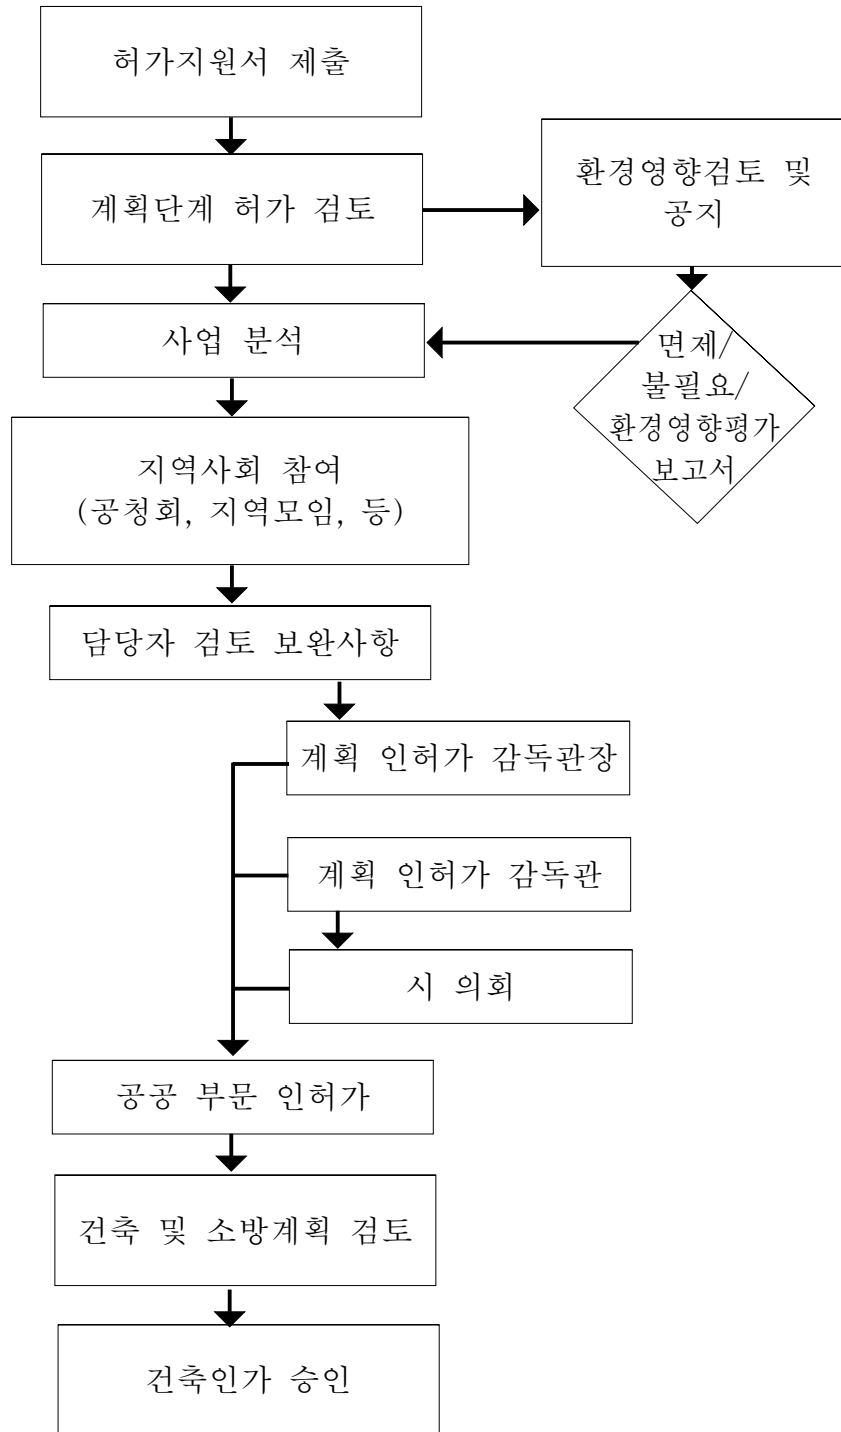 허가지원서 제출
계획단계 허가 검토
환경영향검토 및
공지
사업 분석
면제/
불필요/
환경영향평가
보고서
지역사회 참여
(공청회, 지역모임, 등)
담당자 검토 보완사항
계획 인허가 감독관장
계획 인허가 감독관
시 의회
공공 부문 인허가
건축 및 소방계획 검토
건축인가 승인